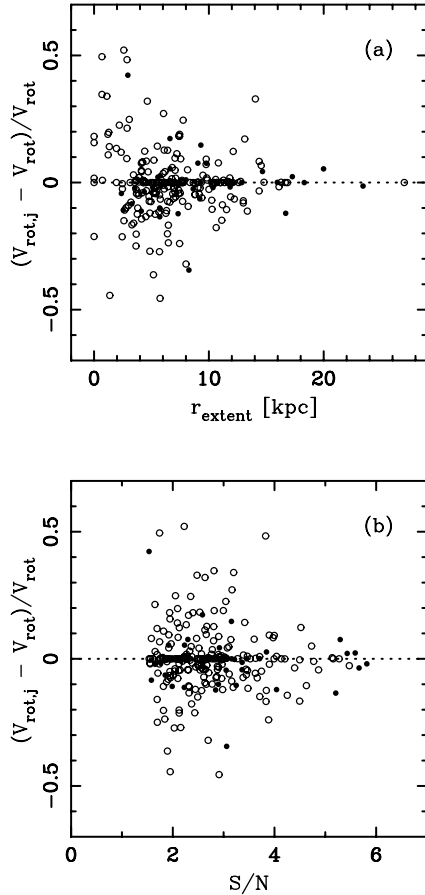 (a)
0.5
0
−0.5
(V_rot,j − V_rot)/V_rot
0 10 20
r_extent [kpc]
(b)
0.5
0
−0.5
(V_rot,j − V_rot)/V_rot
0 2 4 6
S/N